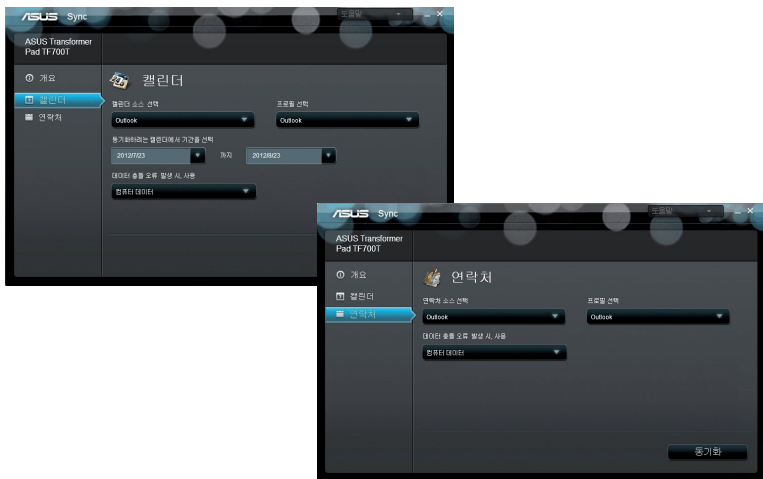 ASUS Sync
도움말
ASUS Transformer
Pad TF700T
개요
캘린더
연락처
캘린더
캘린더 소스 선택
프로필 선택
Outlook
Outlook
동기화하려는 캘린더에서 기간을 선택
2012/7/23
까지
2012/8/23
데이터 충돌 오류 발생 시, 사용
컴퓨터 데이터
ASUS Sync
도움말
ASUS Transformer
Pad TF700T
개요
캘린더
연락처
연락처
연락처 소스 선택
프로필 선택
Outlook
Outlook
데이터 충돌 오류 발생 시, 사용
컴퓨터 데이터
동기화